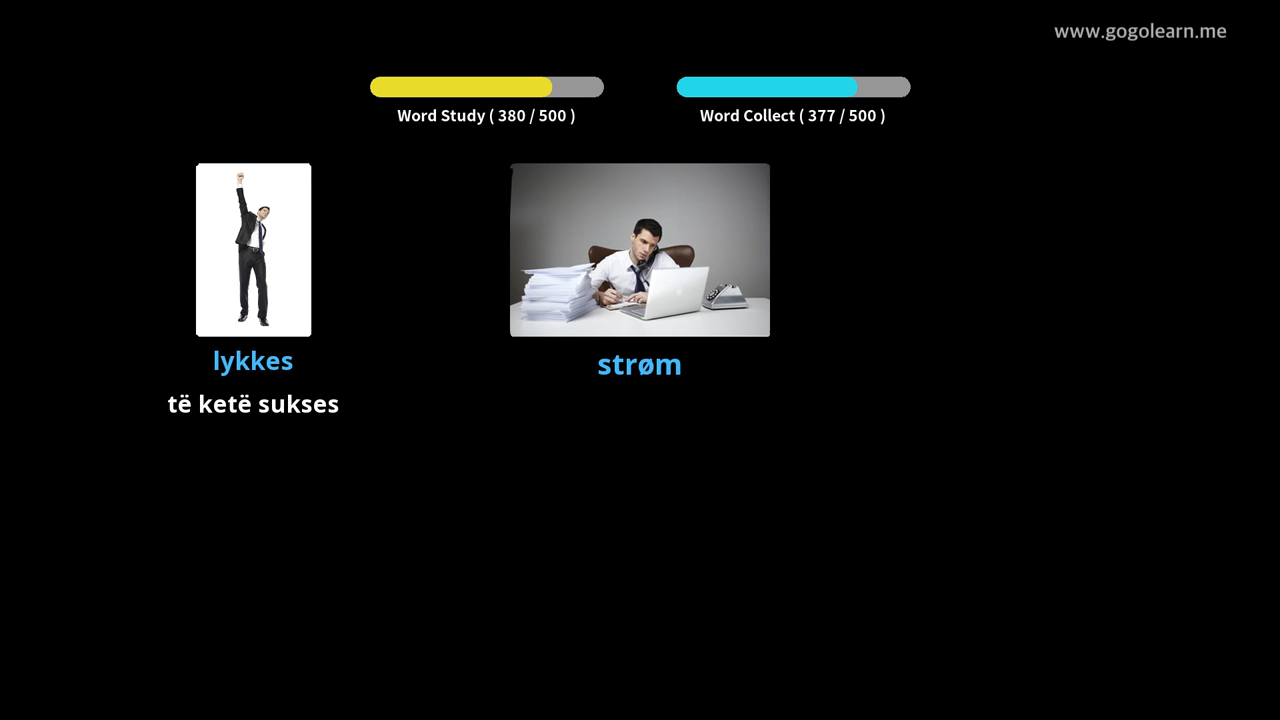 www.gogolearn.me
Word Study ( 380 / 500 )
Word Collect ( 377 / 500 )
lykkes
strøm
të ketë sukses